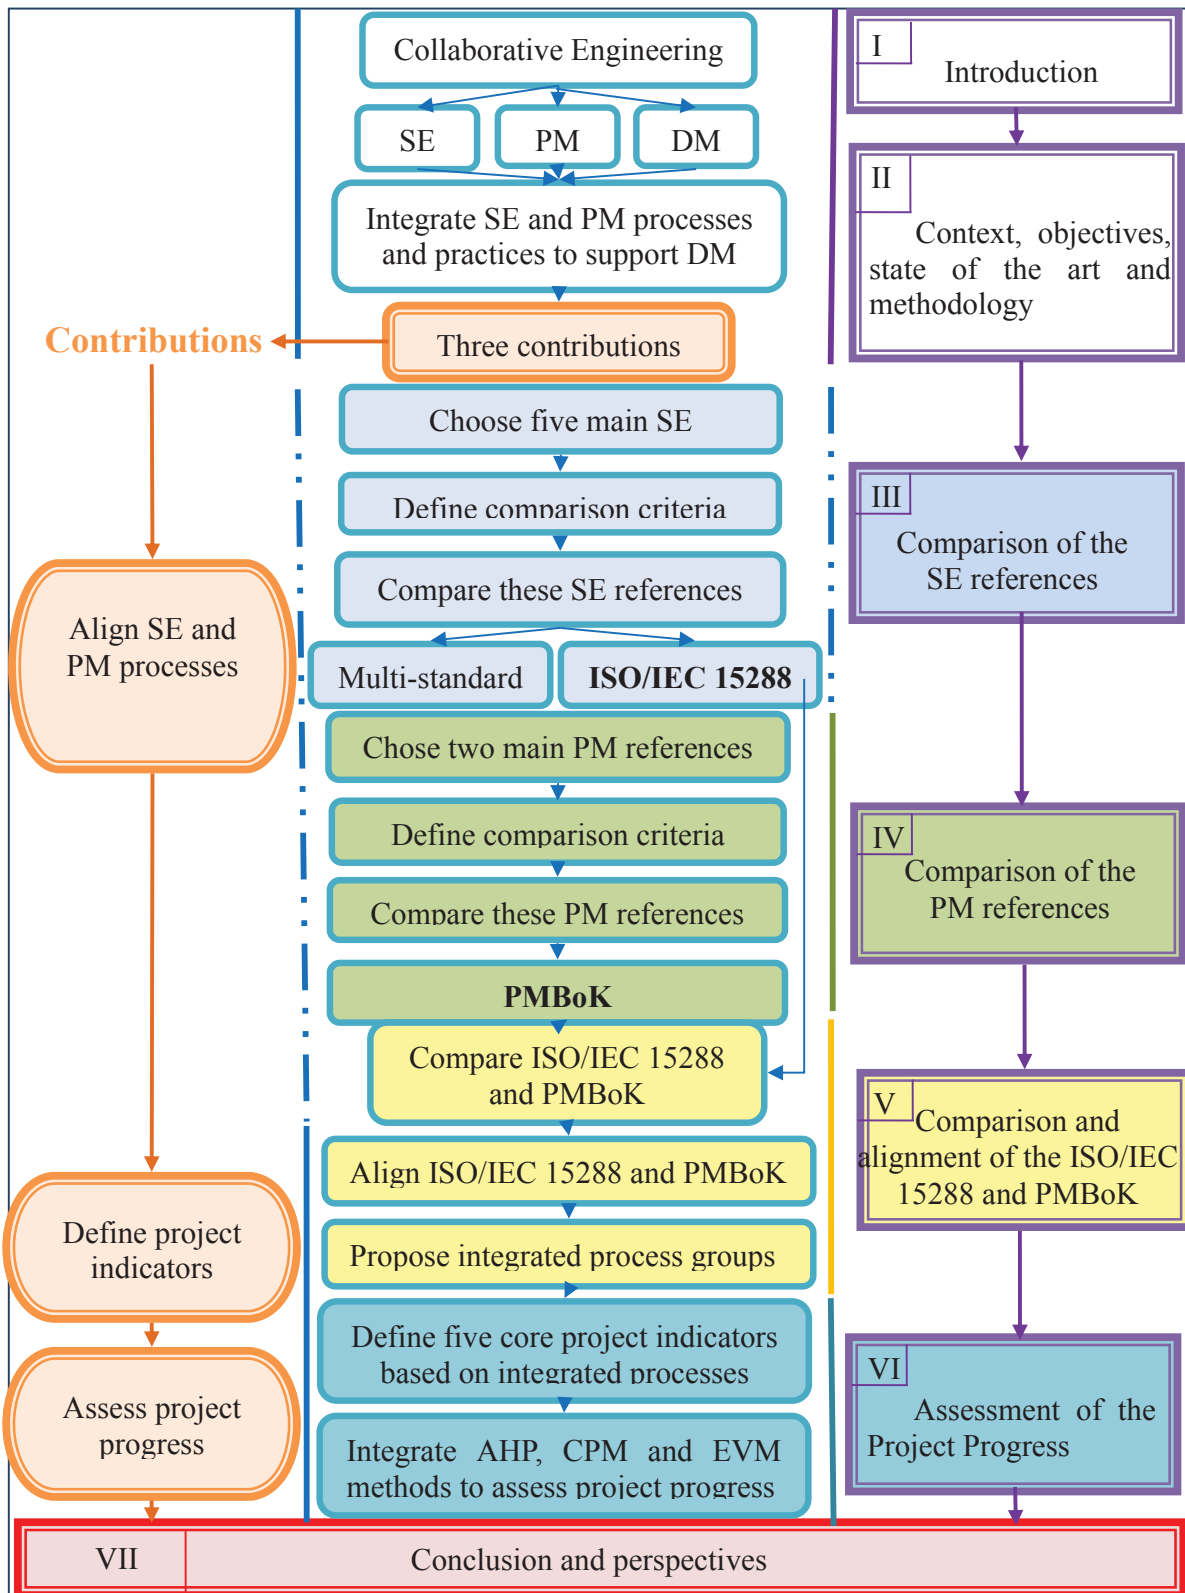 Collaborative Engineering
SE
PM
DM
Integrate SE and PM processes
and practices to support DM
Three contributions
Contributions
Choose five main SE
Define comparison criteria
Compare these SE references
Multi-standard
ISO/IEC 15288
Chose two main PM references
Define comparison criteria
Compare these PM references
PMBoK
Compare ISO/IEC 15288
and PMBoK
Align ISO/IEC 15288 and PMBoK
Propose integrated process groups
Define five core project indicators
based on integrated processes
Integrate AHP, CPM and EVM
methods to assess project progress
Align SE and
PM processes
Define project
indicators
Assess project
progress
I
Introduction
II
Context, objectives,
state of the art and
methodology
III
Comparison of the
SE references
IV
Comparison of the
PM references
V
Comparison and
alignment of the ISO/IEC
15288 and PMBoK
VI
Assessment of the
Project Progress
VII
Conclusion and perspectives